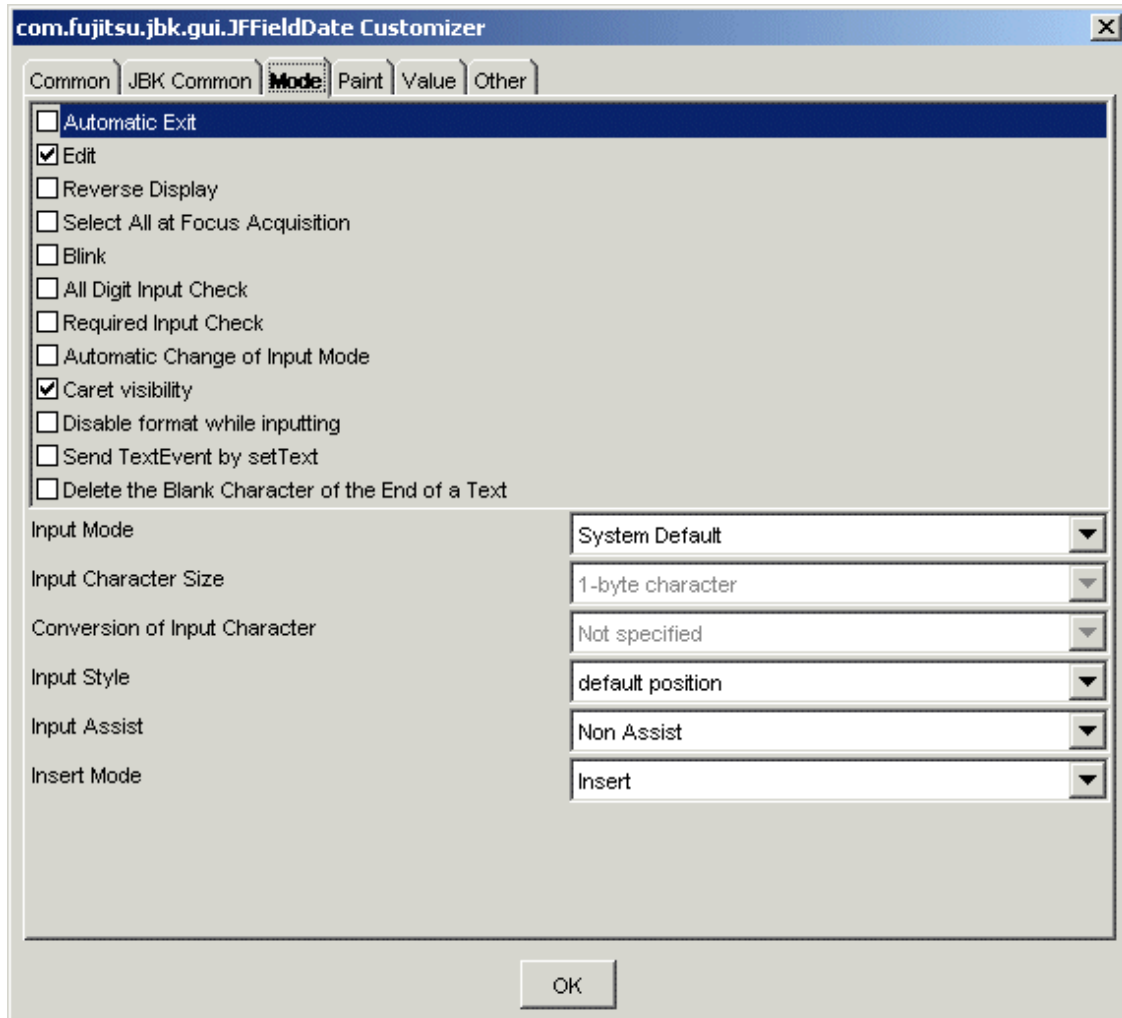 com.fujitsu.jbk.gui.JFFieldDate Customizer
Common JBK Common Mode Paint Value Other
Automatic Exit
Edit
Reverse Display
Select All at Focus Acquisition
Blink
All Digit Input Check
Required Input Check
Automatic Change of Input Mode
Caret visibility
Disable format while inputting
Send TextEvent by setText
Delete the Blank Character of the End of a Text
Input Mode System Default
Input Character Size 1-byte character
Conversion of Input Character Not specified
Input Style default position
Input Assist Non Assist
Insert Mode Insert
OK